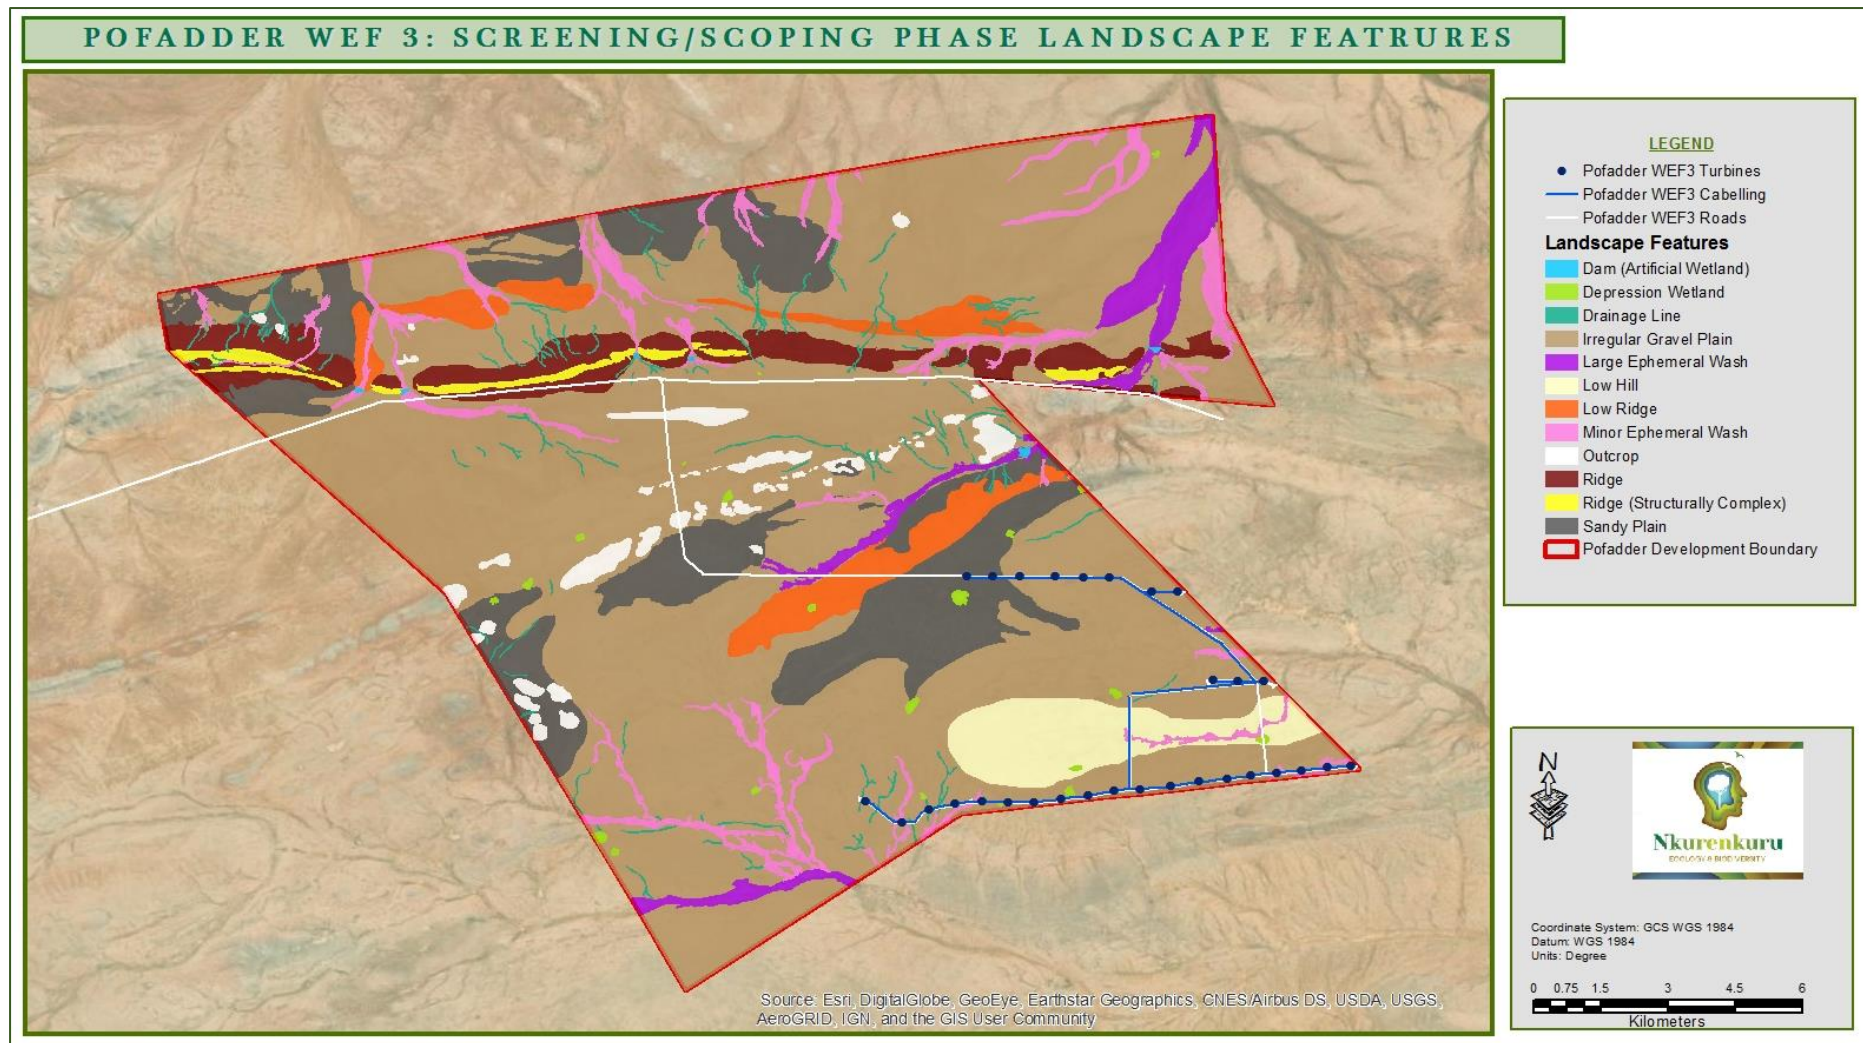 POFADDER WEF 3: SCREENING/SCOPING PHASE LANDSCAPE FEATRURES
LEGEND
Pofadder WEF3 Turbines
Pofadder WEF3 Cabelling
Pofadder WEF3 Roads
Landscape Features
Dam (Artificial Wetland)
Depression Wetland
Drainage Line
Irregular Gravel Plain
Large Ephemeral Wash
Low Hill
Low Ridge
Minor Ephemeral Wash
Outcrop
Ridge
Ridge (Structurally Complex)
Sandy Plain
Pofadder Development Boundary
N
Nkurenkuru
ECOLOGY & BIODIVERSITY
Coordinate System: GCS WGS 1984
Datum: WGS 1984
Units: Degree
0 0.75 1.5 3 4.5 6
Kilometers
Source: Esri, DigitalGlobe, GeoEye, Earthstar Geographics, CNES/Airbus DS, USDA, USGS,
AeroGRID, IGN, and the GIS User Community